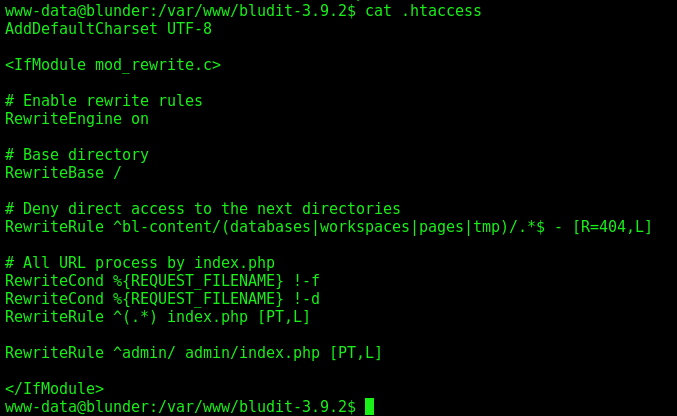 www-data@blunder:/var/www/bludit-3.9.2$ cat .htaccess
AddDefaultCharset UTF-8
<IfModule mod_rewrite.c>
# Enable rewrite rules
RewriteEngine on
# Base directory
RewriteBase /
# Deny direct access to the next directories
RewriteRule ^bl-content/(databases|workspaces|pages|tmp)/.*$ - [R=404,L]
# All URL process by index.php
RewriteCond %{REQUEST_FILENAME} !-f
RewriteCond %{REQUEST_FILENAME} !-d
RewriteRule ^(.*) index.php [PT,L]
RewriteRule ^admin/ admin/index.php [PT,L]
</IfModule>
www-data@blunder:/var/www/bludit-3.9.2$